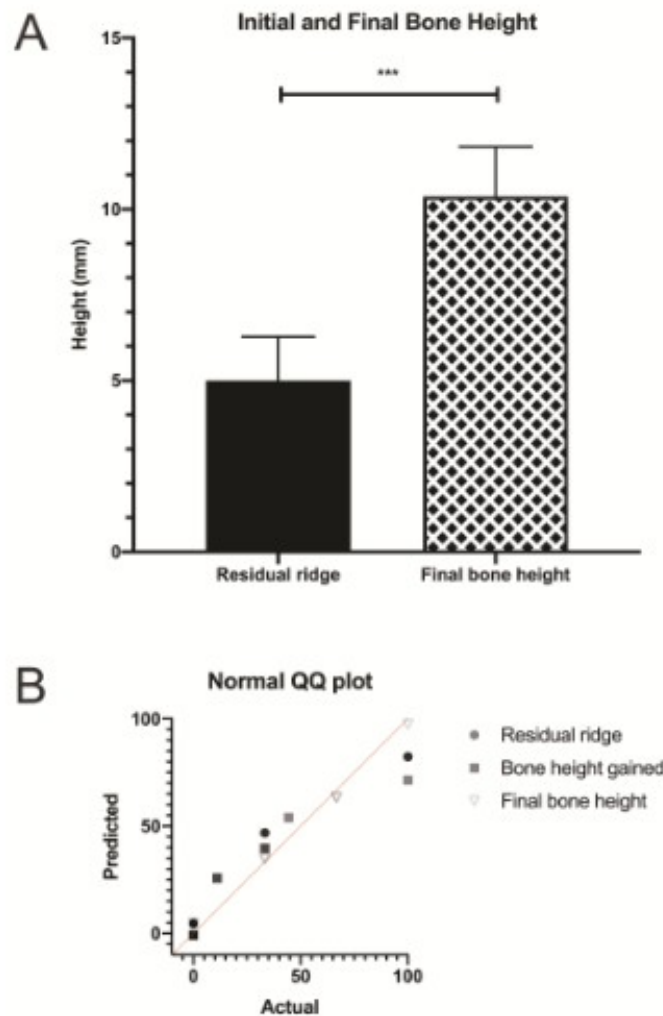 A
Initial and Final Bone Height
15
***
10
Height (mm)
5
0
Residual ridge
Final bone height
B
Normal QQ plot
100
Residual ridge
Bone height gained
Final bone height
50
Predicted
0
0
50
100
Actual